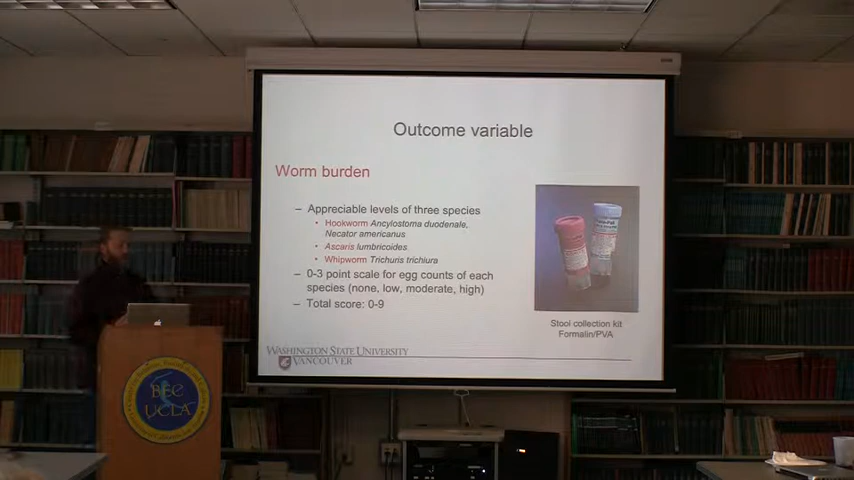 Outcome variable
Worm burden
– Appreciable levels of three species
• Hookworm Ancylostoma duodenale,
Necator americanus
• Ascaris lumbricoides
• Whipworm Trichuris trichiura
– 0-3 point scale for egg counts of each
species (none, low, moderate, high)
– Total score: 0-9
Stool collection kit
Formalin/PVA
WASHINGTON STATE UNIVERSITY
VANCOUVER
BEC
UCLA